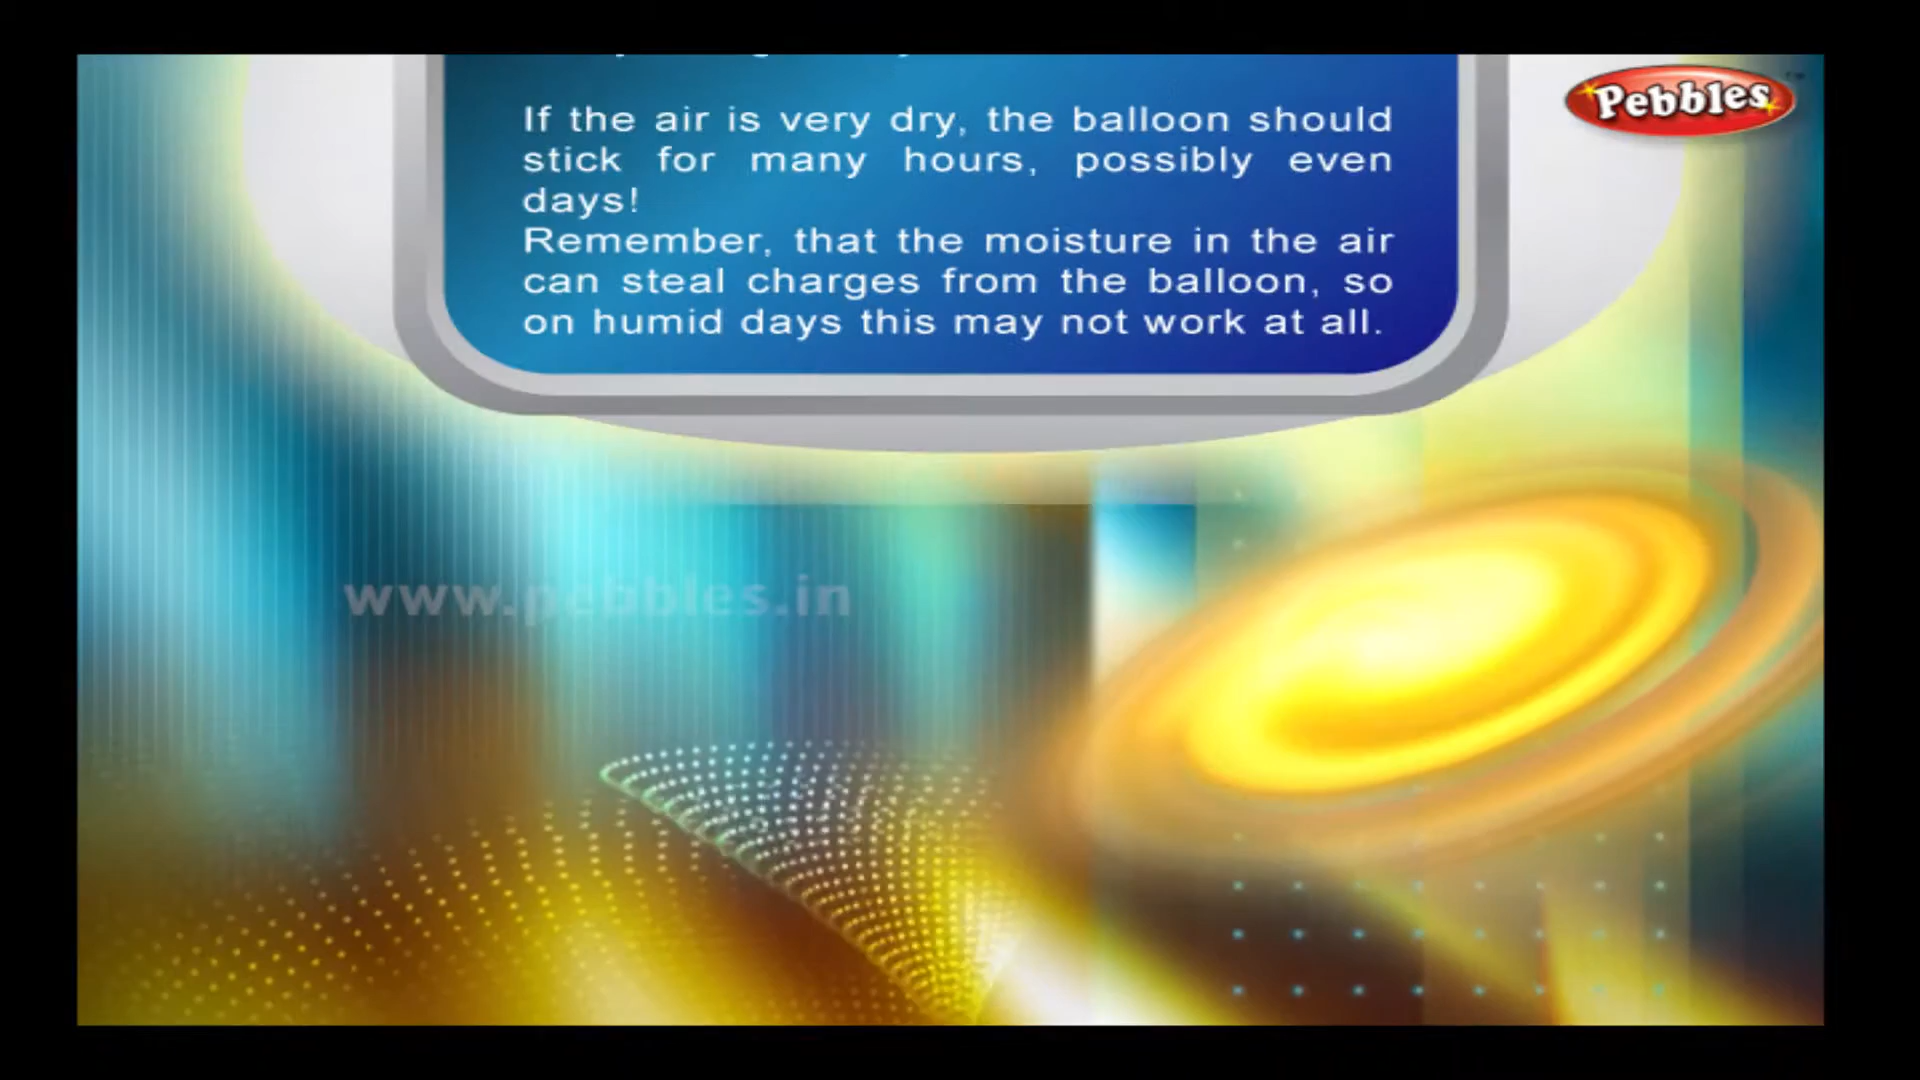 Pebbles
If the air is very dry, the balloon should
stick for many hours, possibly even
days!
Remember, that the moisture in the air
can steal charges from the balloon, so
on humid days this may not work at all.
www.pebbles.in